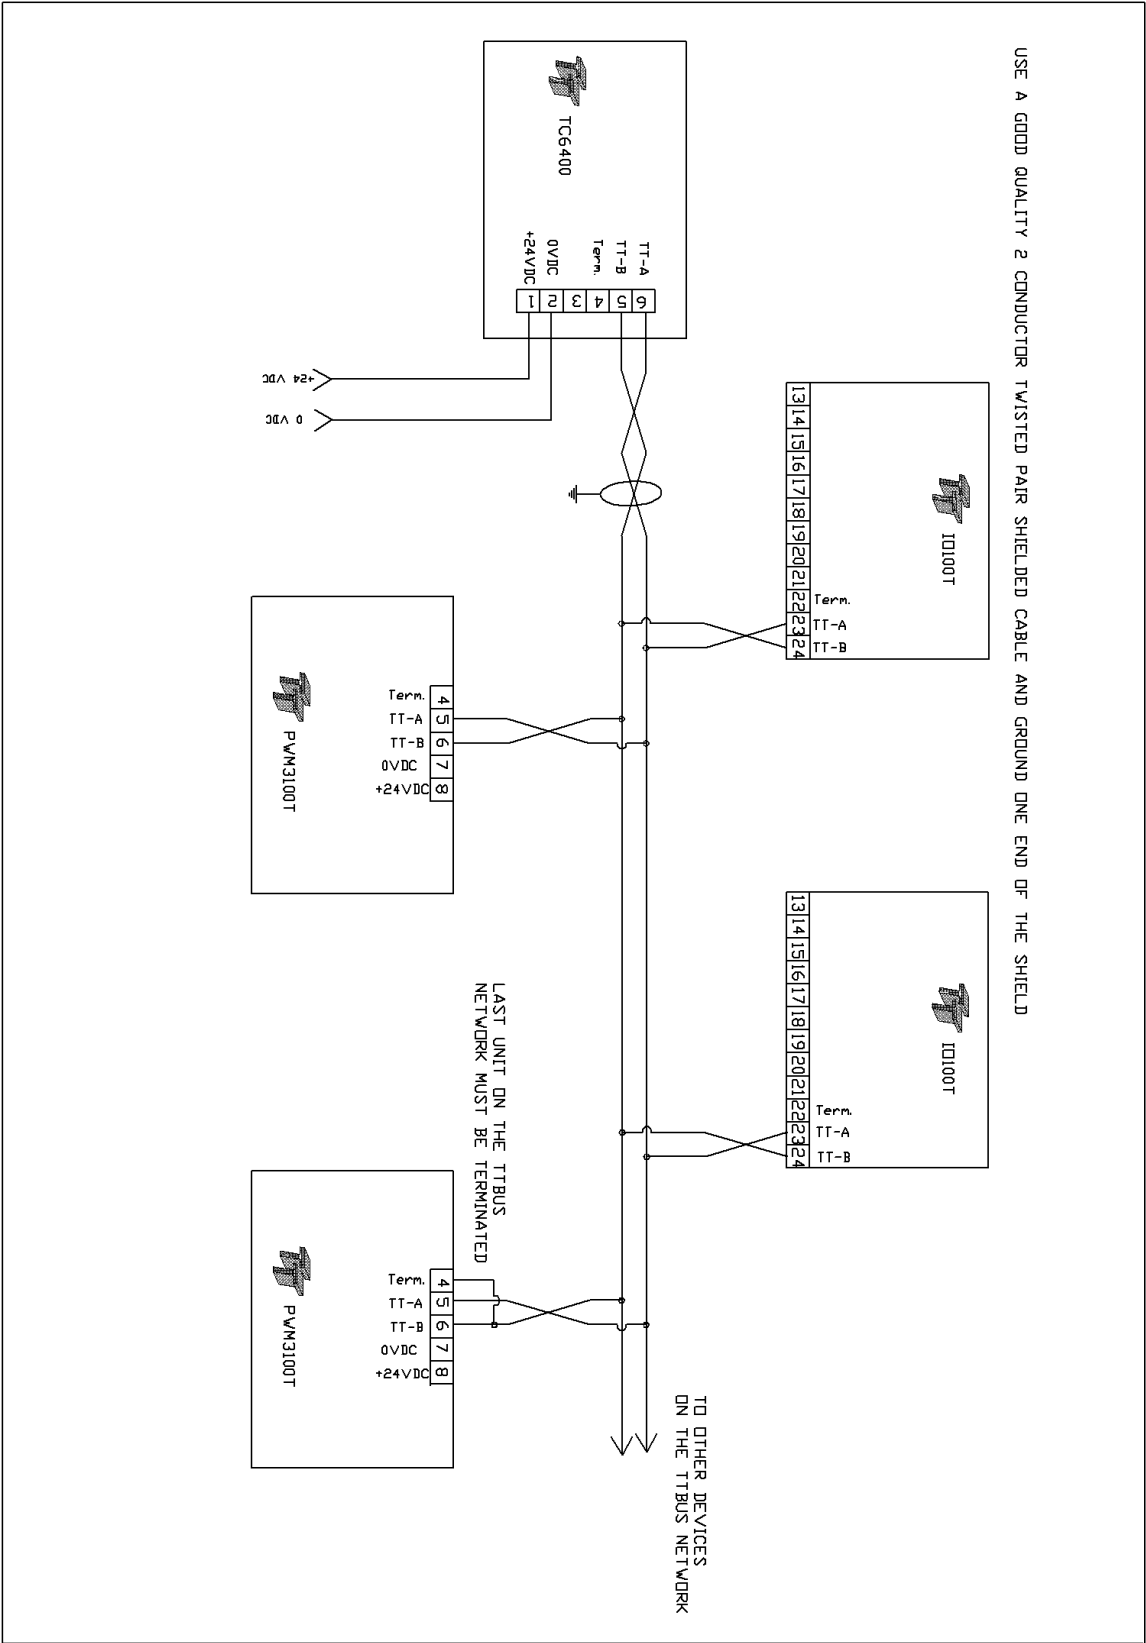 USE A GOOD QUALITY 2 CONDUCTOR TWISTED PAIR SHIELDED CABLE AND GROUND ONE END OF THE SHIELD
TC6400
+24VDC
0VDC
Term.
TT-B
TT-A
1 2 3 4 5 6
+24 VDC
0 VDC
IO100T
13 14 15 16 17 18 19 20 21 22 23 24
Term.
TT-A
TT-B
PWM3100T
Term. 4
TT-A 5
TT-B 6
0VDC 7
+24VDC 8
IO100T
13 14 15 16 17 18 19 20 21 22 23 24
Term.
TT-A
TT-B
LAST UNIT ON THE TTBUS
NETWORK MUST BE TERMINATED
PWM3100T
Term. 4
TT-A 5
TT-B 6
0VDC 7
+24VDC 8
TO OTHER DEVICES
ON THE TTBUS NETWORK